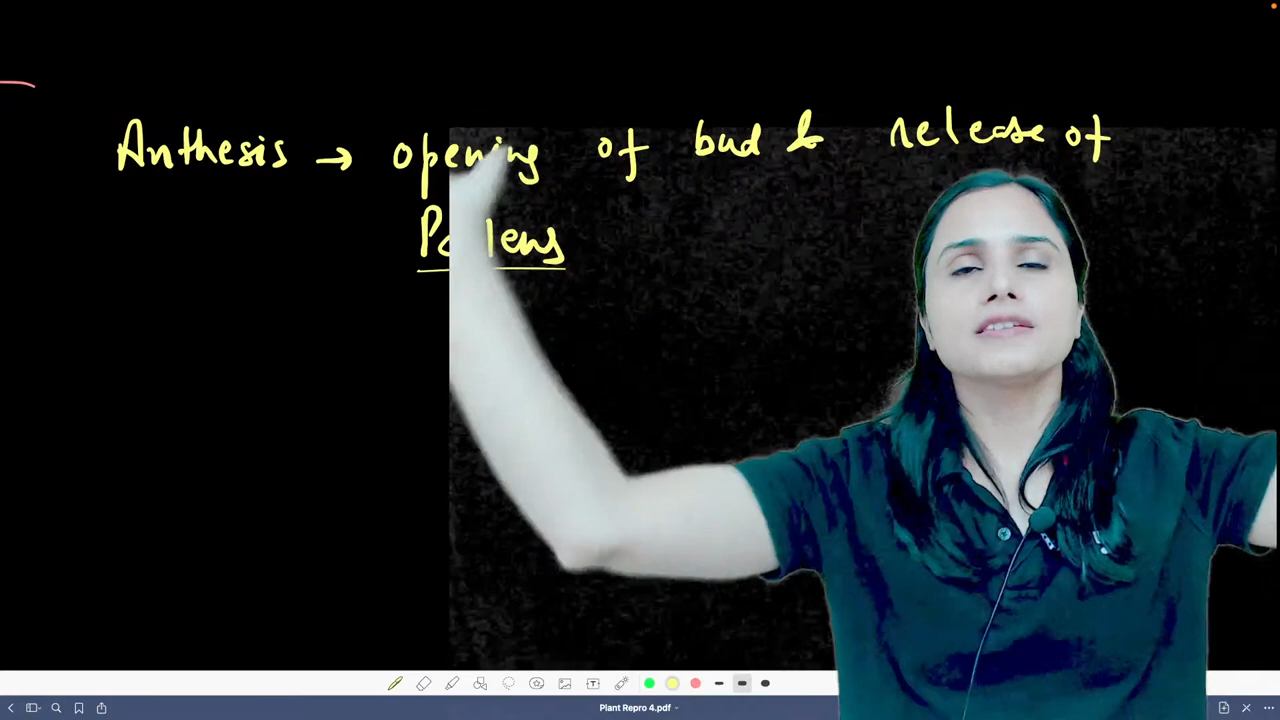 Anthesis → opening of bud & release of
Pollens
Plant Repro 4.pdf